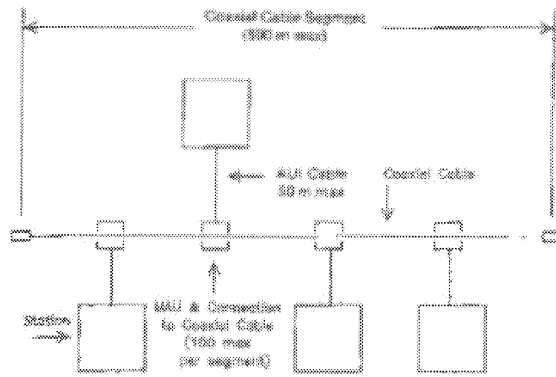 Coaxial Cable Segment
(500 m max)
AUI Cable
50 m max
Coaxial Cable
Station
MAU & Connection
to Coaxial Cable
(100 max
per segment)